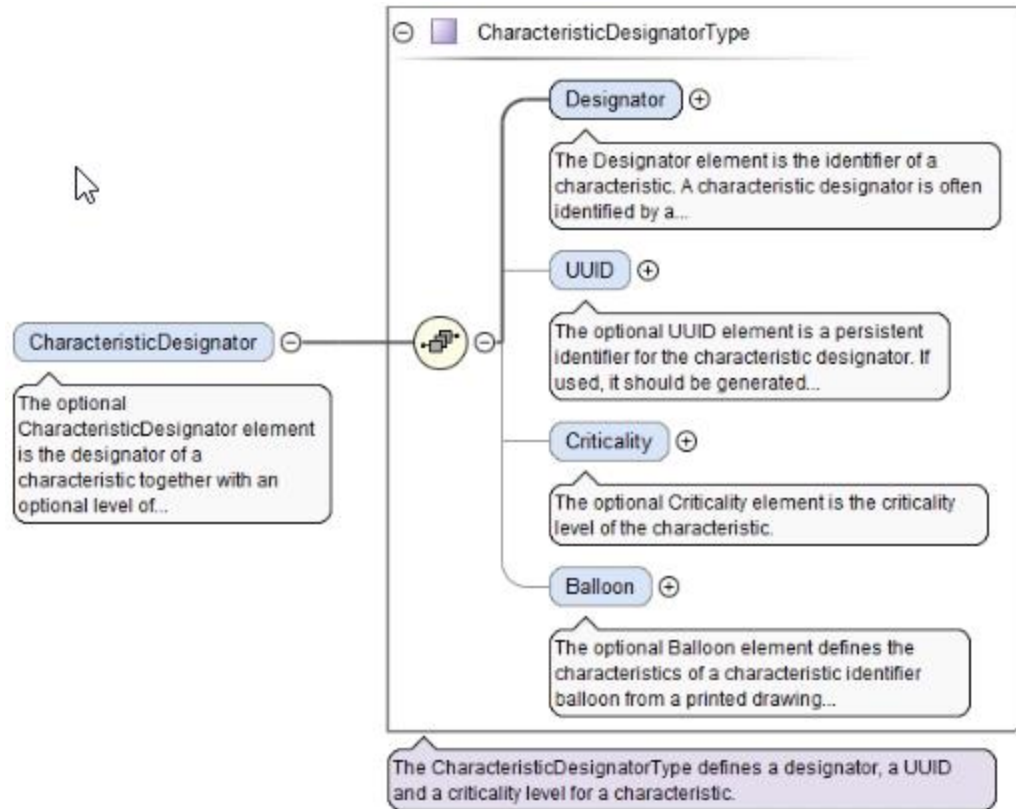 CharacteristicDesignatorType
Designator
The Designator element is the identifier of a
characteristic. A characteristic designator is often
identified by a...
UUID
The optional UUID element is a persistent
identifier for the characteristic designator. If
used, it should be generated...
CharacteristicDesignator
The optional
CharacteristicDesignator element
is the designator of a
characteristic together with an
optional level of...
Criticality
The optional Criticality element is the criticality
level of the characteristic.
Balloon
The optional Balloon element defines the
characteristics of a characteristic identifier
balloon from a printed drawing...
The CharacteristicDesignatorType defines a designator, a UUID
and a criticality level for a characteristic.